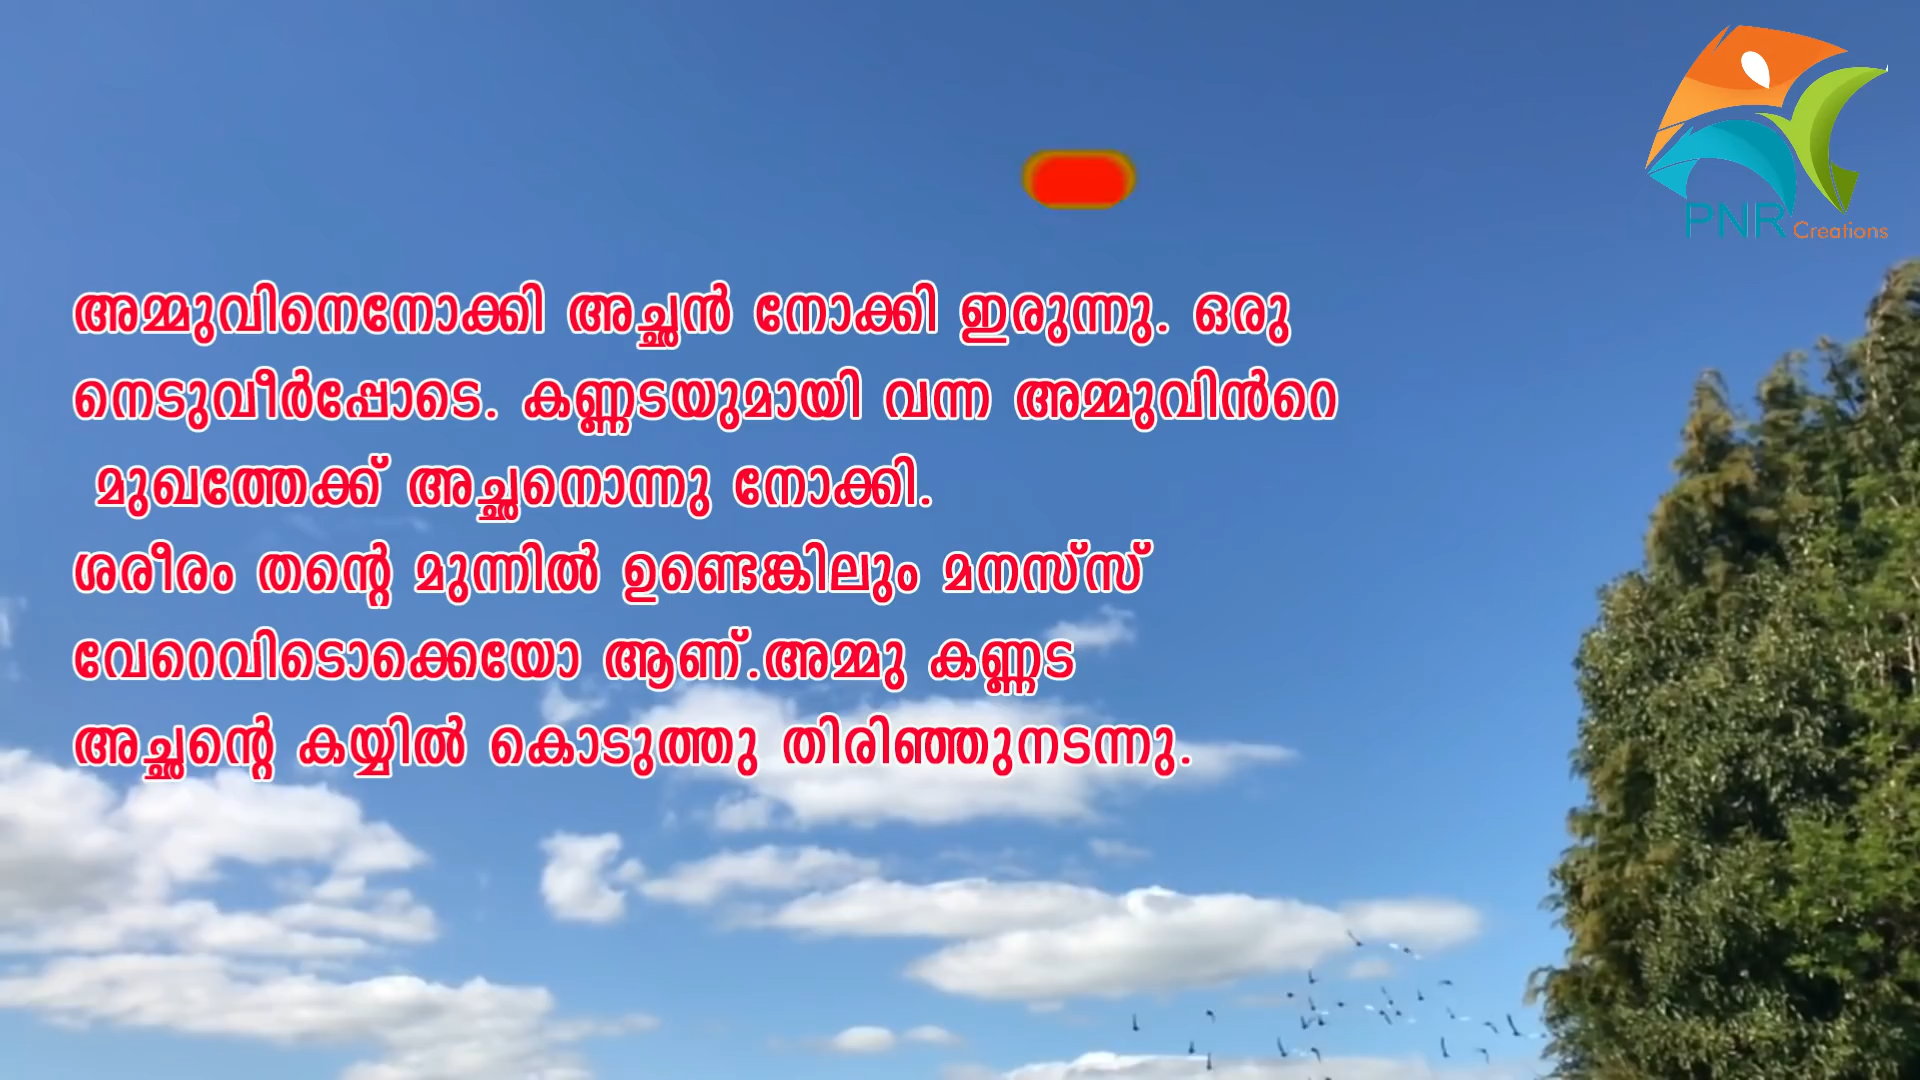 PNR Creations
അമ്മുവിനെനോക്കി അച്ഛൻ നോക്കി ഇരുന്നു. ഒരു
നെടുവീർപ്പോടെ. കണ്ണടയുമായി വന്ന അമ്മുവിൻറെ
മുഖത്തേക്ക് അച്ഛനൊന്നു നോക്കി.
ശരീരം തന്റെ മുന്നിൽ ഉണ്ടെങ്കിലും മനസ്സ്
വേറെവിടൊക്കെയോ ആണ്.അമ്മു കണ്ണട
അച്ഛന്റെ കയ്യിൽ കൊടുത്തു തിരിഞ്ഞുനടന്നു.